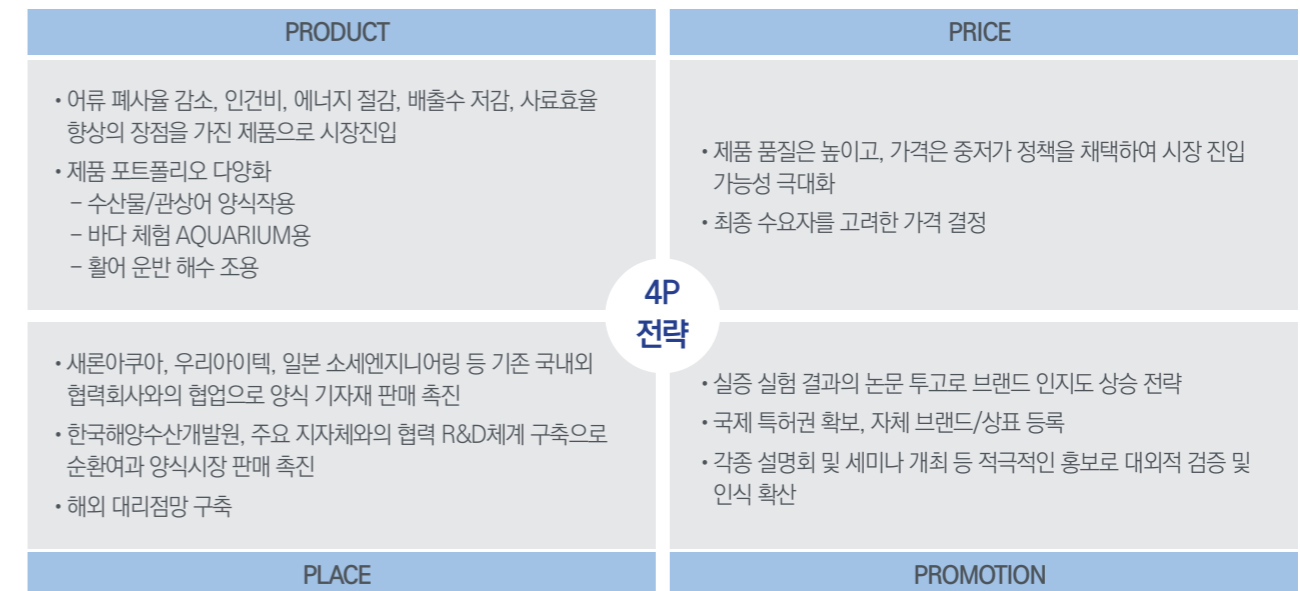 PRODUCT
• 어류 폐사율 감소, 인건비, 에너지 절감, 배출수 저감, 사료효율
향상의 장점을 가진 제품으로 시장진입
• 제품 포트폴리오 다양화
- 수산물/관상어 양식작용
- 바다 체험 AQUARIUM용
- 활어 운반 해수 조용
PRICE
• 제품 품질은 높이고, 가격은 중저가 정책을 채택하여 시장 진입
가능성 극대화
• 최종 수요자를 고려한 가격 결정
4P
전략
• 새론아쿠아, 우리아이텍, 일본 소세엔지니어링 등 기존 국내외
협력회사와의 협업으로 양식 기자재 판매 촉진
• 한국해양수산개발원, 주요 지자체와의 협력 R&D체계 구축으로
순환여과 양식시장 판매 촉진
• 해외 대리점망 구축
PLACE
• 실증 실험 결과의 논문 투고로 브랜드 인지도 상승 전략
• 국제 특허권 확보, 자체 브랜드/상표 등록
• 각종 설명회 및 세미나 개최 등 적극적인 홍보로 대외적 검증 및
인식 확산
PROMOTION